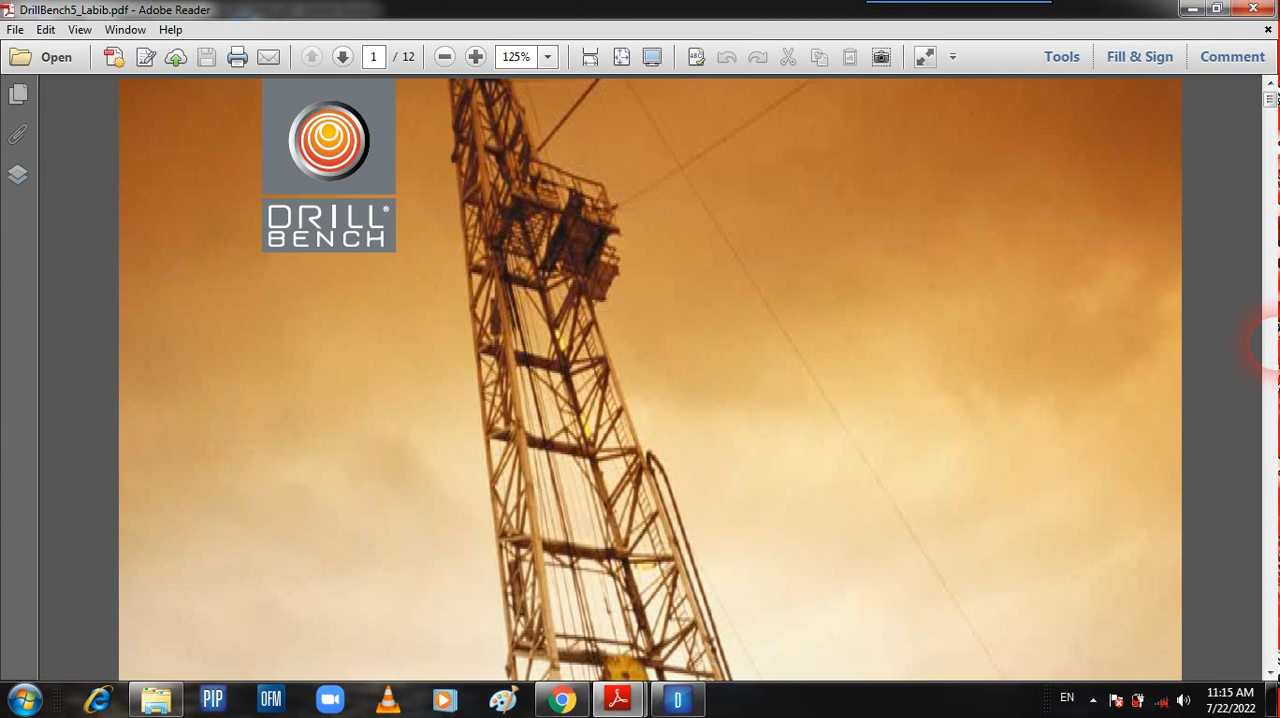 DrillBench5_Labib.pdf - Adobe Reader
File Edit View Window Help
Open 1 / 12 125% Tools Fill & Sign Comment
DRILL®
BENCH
PIP OFM D EN 11:15 AM
7/22/2022